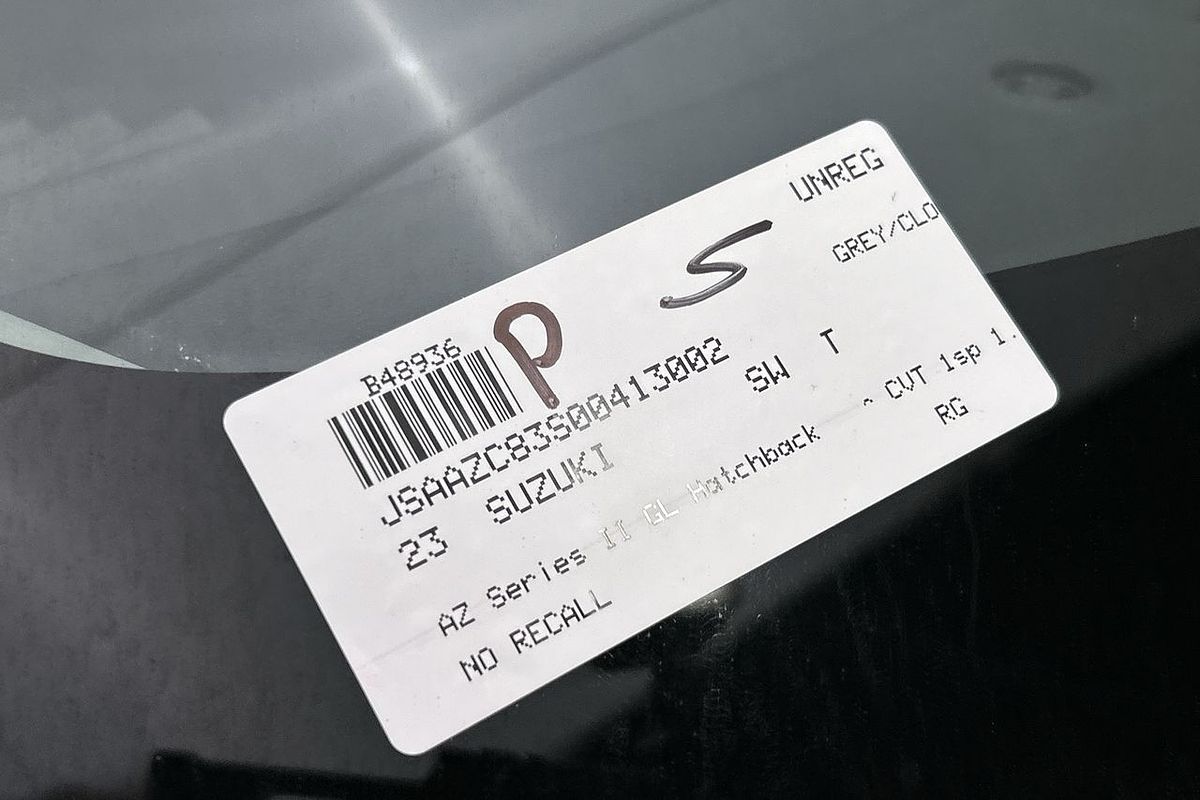 UNREG
P S
GREY/CLO
B48936
JSAAZC83S00413002
23 SUZUKI SW T
AZ Series II GL Hatchback - CVT 1sp 1.
NO RECALL RG